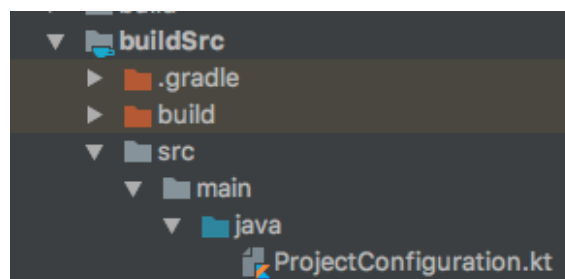 buildSrc
.gradle
build
src
main
java
ProjectConfiguration.kt